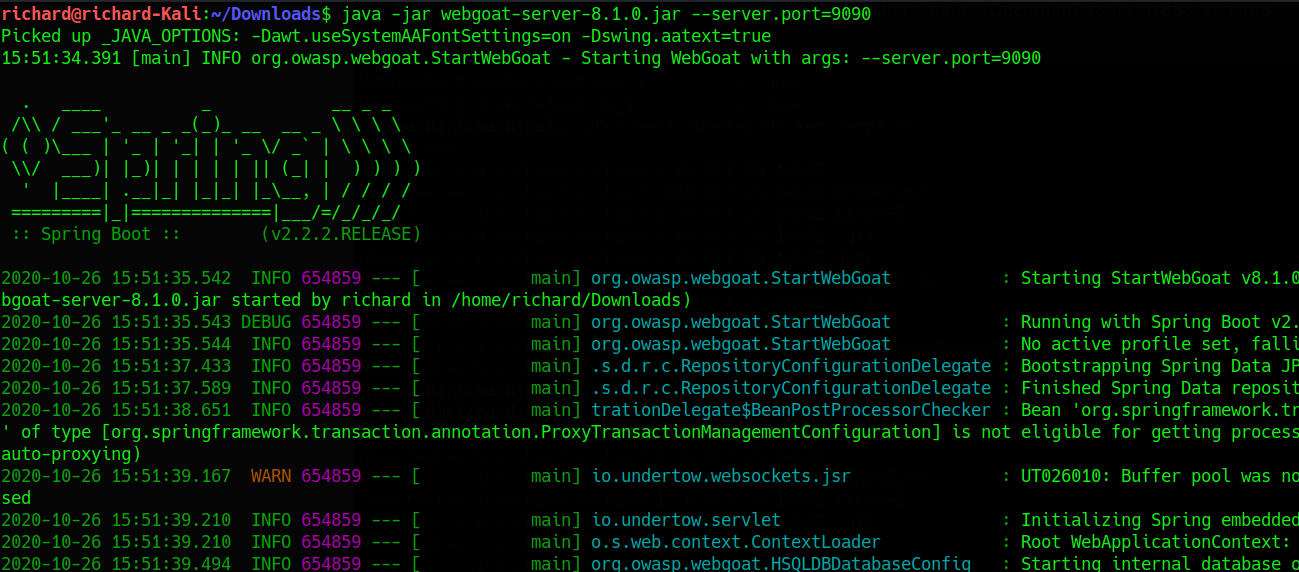 richard@richard-Kali:~/Downloads$ java -jar webgoat-server-8.1.0.jar --server.port=9090
Picked up _JAVA_OPTIONS: -Dawt.useSystemAAFontSettings=on -Dswing.aatext=true
15:51:34.391 [main] INFO org.owasp.webgoat.StartWebGoat - Starting WebGoat with args: --server.port=9090
  .   ____          _            __ _ _
 /\\ / ___'_ __ _ _(_)_ __  __ _ \ \ \ \
( ( )\___ | '_ | '_| | '_ \/ _` | \ \ \ \
 \\/  ___)| |_)| | | | | || (_| |  ) ) ) )
  '  |____| .__|_| |_|_| |_\__, | / / / /
 =========|_|==============|___/=/_/_/_/
 :: Spring Boot ::        (v2.2.2.RELEASE)
2020-10-26 15:51:35.542  INFO 654859 --- [           main] org.owasp.webgoat.StartWebGoat           : Starting StartWebGoat v8.1.0
bgoat-server-8.1.0.jar started by richard in /home/richard/Downloads)
2020-10-26 15:51:35.543 DEBUG 654859 --- [           main] org.owasp.webgoat.StartWebGoat           : Running with Spring Boot v2.
2020-10-26 15:51:35.544  INFO 654859 --- [           main] org.owasp.webgoat.StartWebGoat           : No active profile set, falli
2020-10-26 15:51:37.433  INFO 654859 --- [           main] .s.d.r.c.RepositoryConfigurationDelegate : Bootstrapping Spring Data JP
2020-10-26 15:51:37.589  INFO 654859 --- [           main] .s.d.r.c.RepositoryConfigurationDelegate : Finished Spring Data reposit
2020-10-26 15:51:38.651  INFO 654859 --- [           main] trationDelegate$BeanPostProcessorChecker : Bean 'org.springframework.tr
' of type [org.springframework.transaction.annotation.ProxyTransactionManagementConfiguration] is not eligible for getting process
auto-proxying)
2020-10-26 15:51:39.167  WARN 654859 --- [           main] io.undertow.websockets.jsr               : UT026010: Buffer pool was no
sed
2020-10-26 15:51:39.210  INFO 654859 --- [           main] io.undertow.servlet                      : Initializing Spring embedded
2020-10-26 15:51:39.210  INFO 654859 --- [           main] o.s.web.context.ContextLoader            : Root WebApplicationContext:
2020-10-26 15:51:39.494  INFO 654859 --- [           main] org.owasp.webgoat.HSQLDBDatabaseConfig   : Starting internal database o